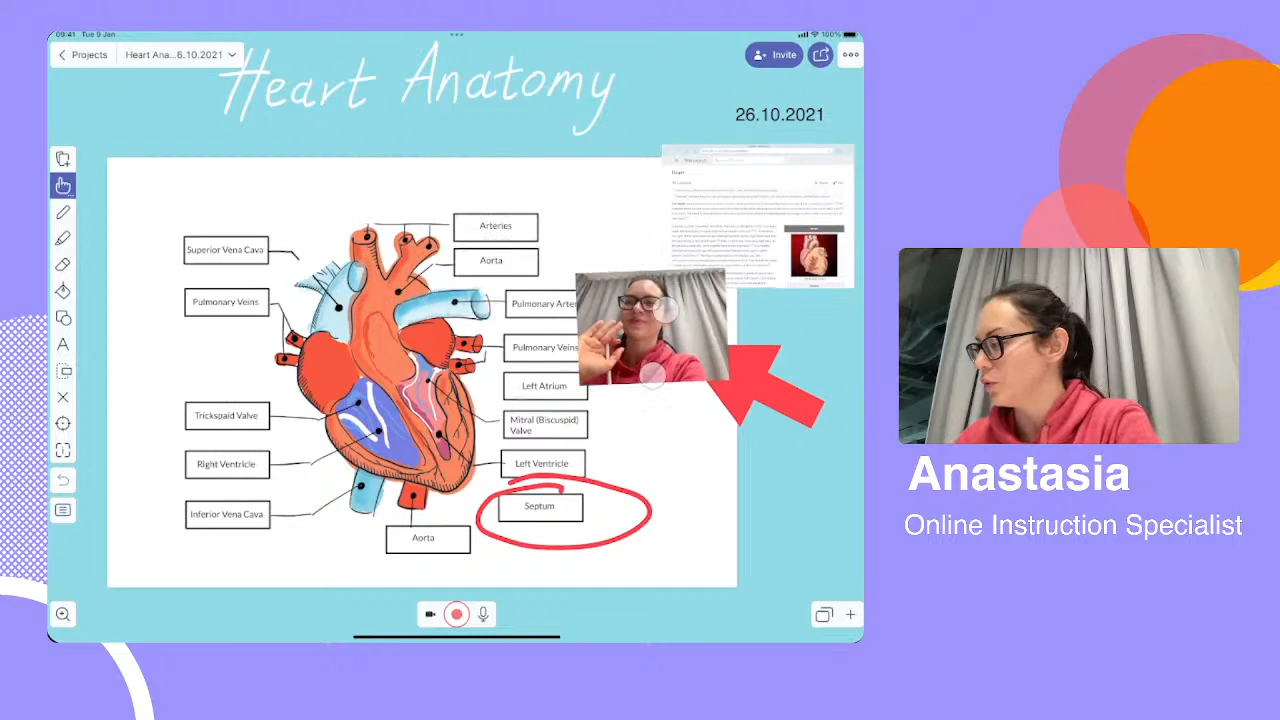 09:41 Tue 9 Jan
100%
Projects
Heart Ana...6.10.2021
Invite
Heart Anatomy
26.10.2021
Heart
Arteries
Superior Vena Cava
Aorta
Pulmonary Veins
Pulmonary Arter
Pulmonary Veins
Left Atrium
Trickspaid Valve
Mitral (Biscuspid)
Valve
Right Ventricle
Left Ventricle
Septum
Inferior Vena Cava
Aorta
A
Anastasia
Online Instruction Specialist